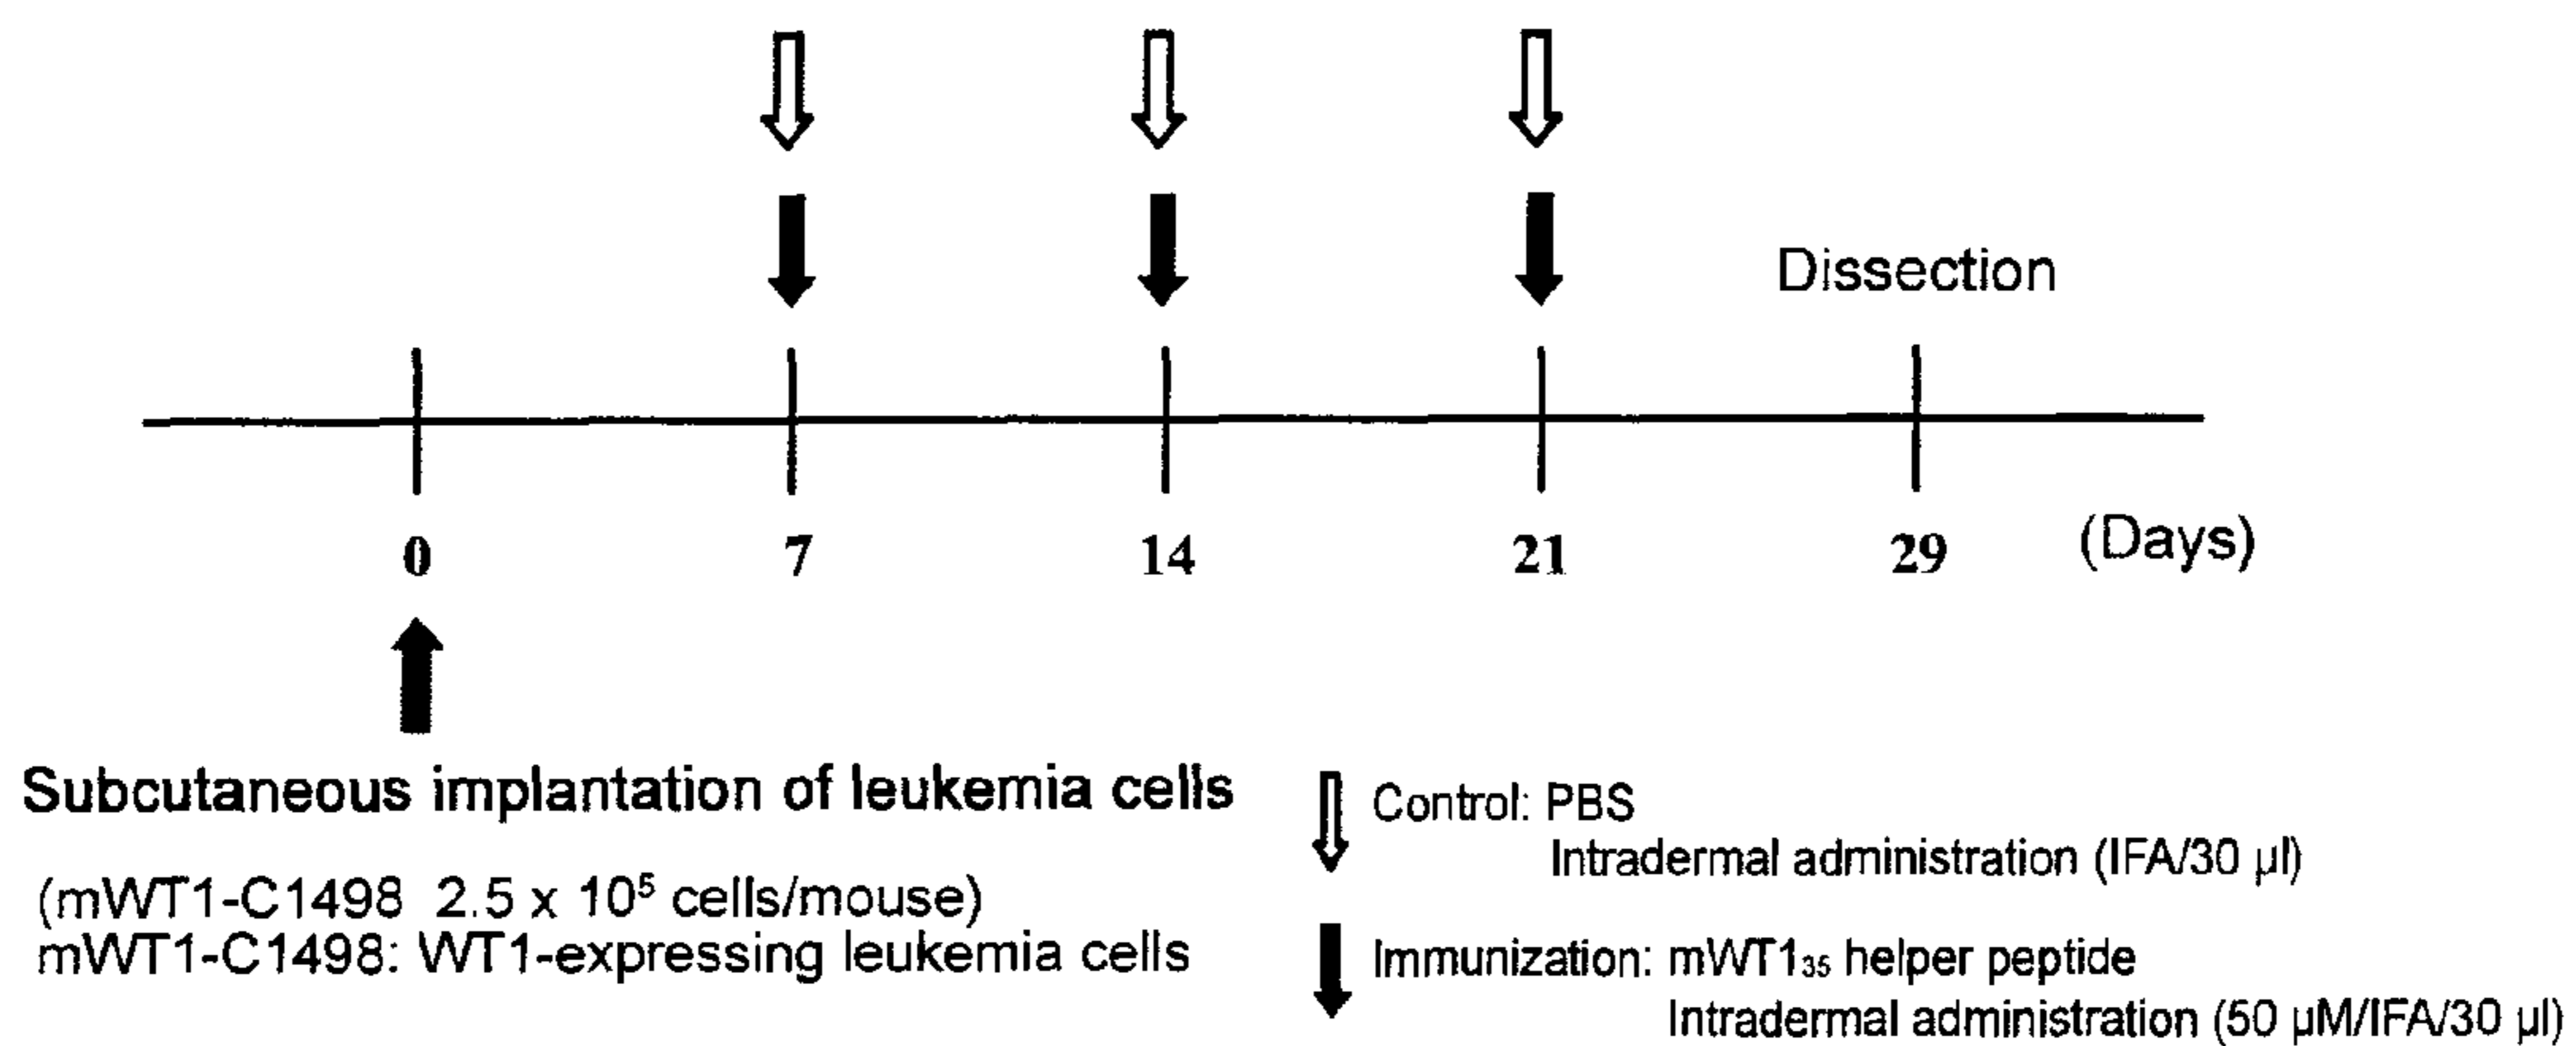 Dissection
0 7 14 21 29 (Days)
Subcutaneous implantation of leukemia cells
(mWT1-C1498 2.5 x 10⁵ cells/mouse)
mWT1-C1498: WT1-expressing leukemia cells
Control: PBS
Intradermal administration (IFA/30 µl)
Immunization: mWT1₃₅ helper peptide
Intradermal administration (50 µM/IFA/30 µl)